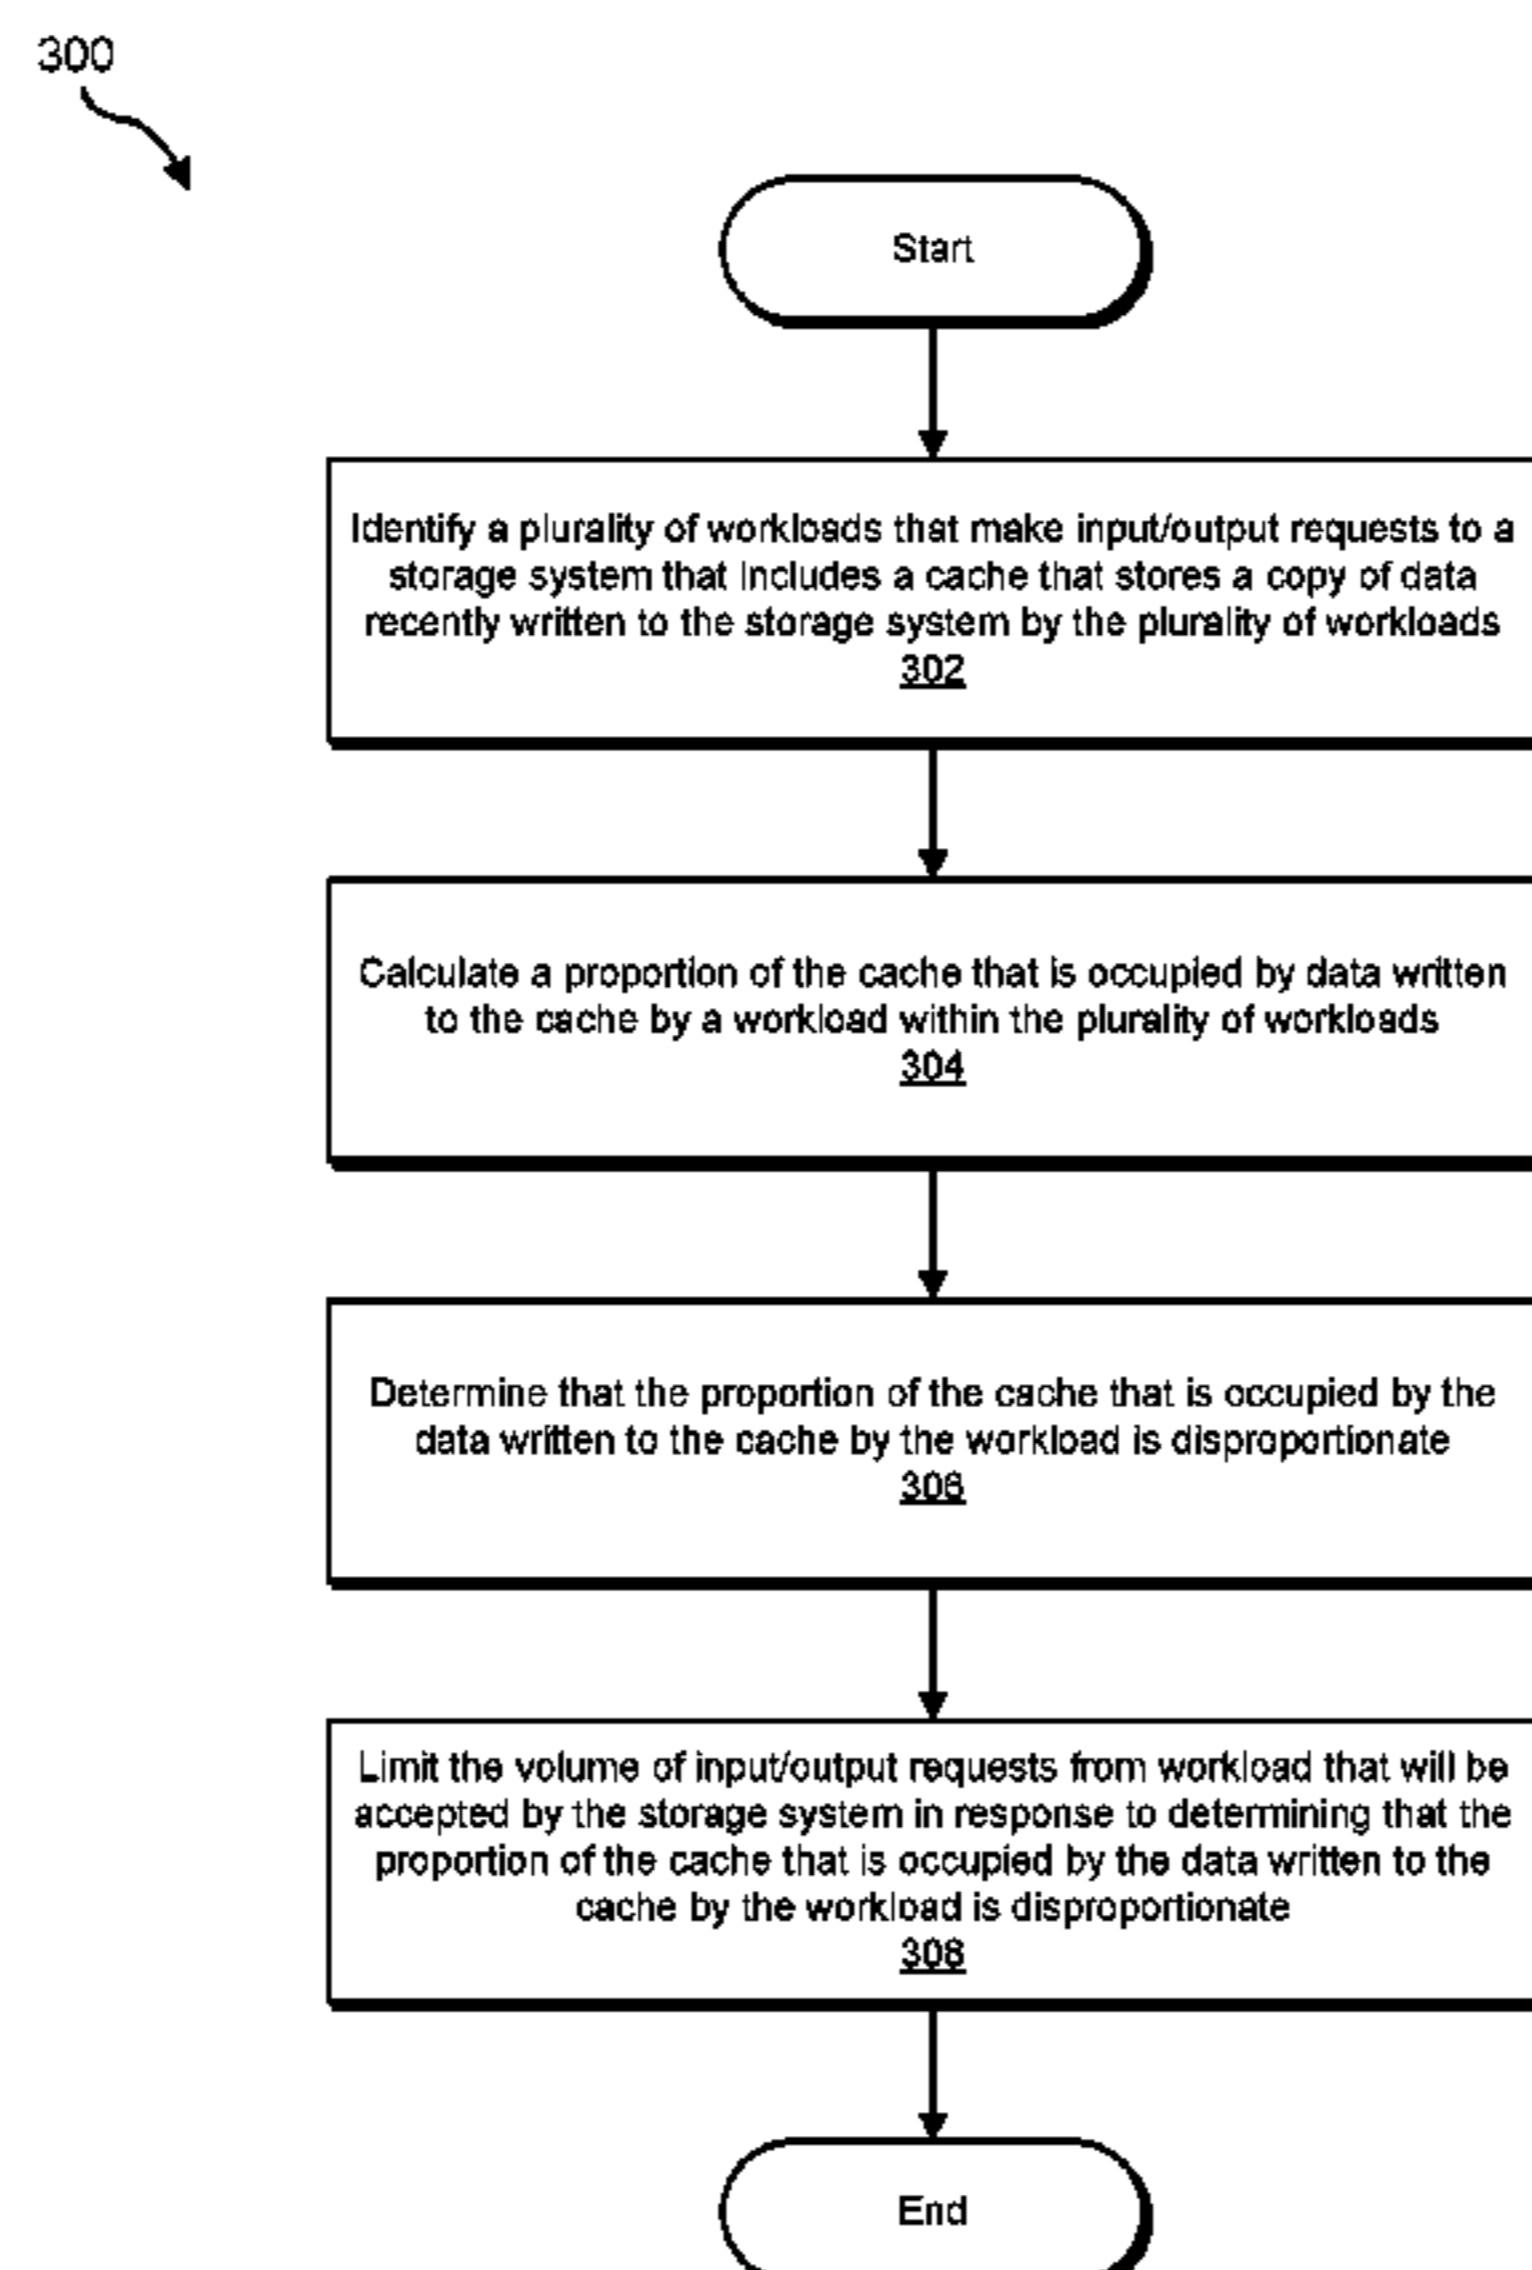 300
Start
Identify a plurality of workloads that make input/output requests to a
storage system that includes a cache that stores a copy of data
recently written to the storage system by the plurality of workloads
302
Calculate a proportion of the cache that is occupied by data written
to the cache by a workload within the plurality of workloads
304
Determine that the proportion of the cache that is occupied by the
data written to the cache by the workload is disproportionate
306
Limit the volume of input/output requests from workload that will be
accepted by the storage system in response to determining that the
proportion of the cache that is occupied by the data written to the
cache by the workload is disproportionate
308
End